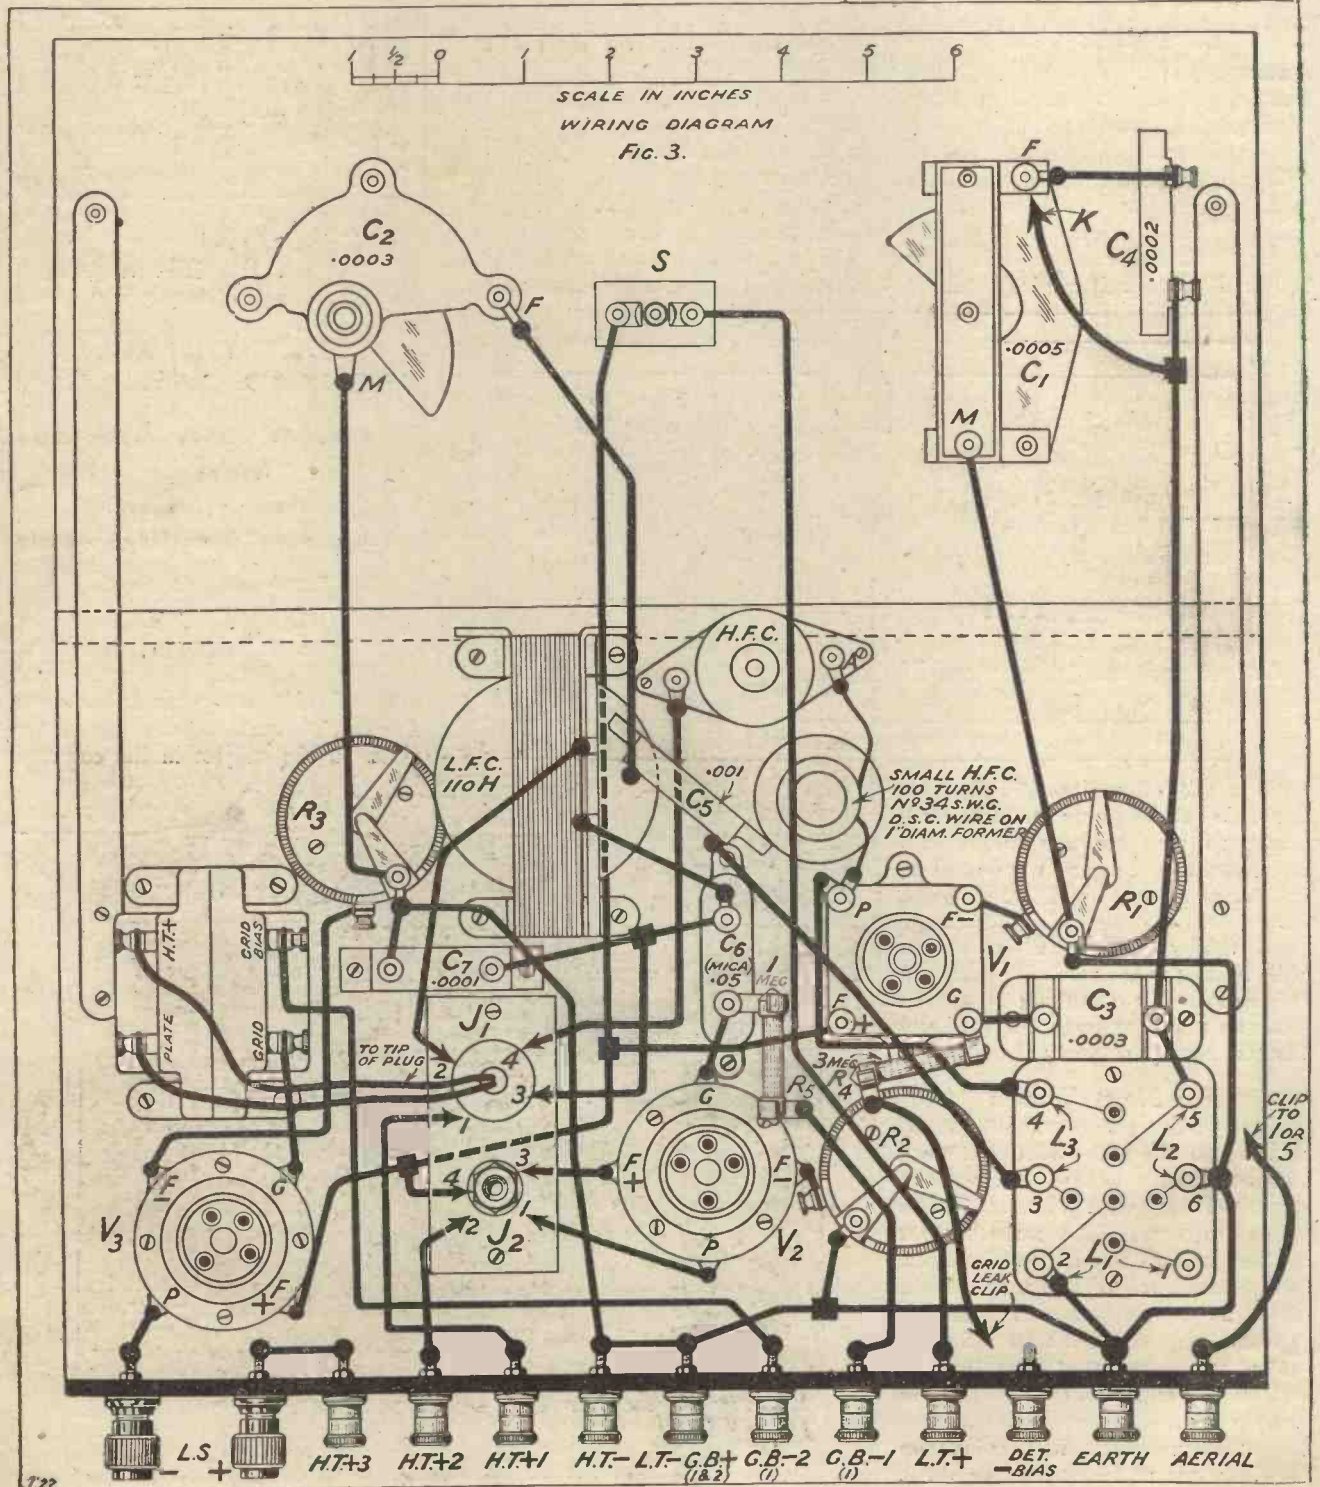 1 ½ 0 1 2 3 4 5 6
SCALE IN INCHES
WIRING DIAGRAM
FIG. 3.
F
K
C2
.0003
C4
.0002
S
F
M
.0005
C1
M
H.F.C.
A
L.F.C.
110 H
.001
C5
SMALL H.F.C.
100 TURNS
Nº 34 S.W.G.
D.S.C. WIRE ON
1" DIAM. FORMER
R3
R1
P
F-
H.T.+
GRID
BIAS
C7
.0001
C6
(MICA)
.05
1
MEG
V1
C3
.0003
F
+
G
J1
PLATE
GRID
TO TIP
OF PLUG
2
4
3
1
3 MEG
R
4
G
R5
R2
4
L3
L2
5
CLIP
TO
1 OR
5
F
-
G
3
4
F
+
F
-
3
6
V3
1
2
J2
P
V2
2
L1
1
GRID
LEAK
CLIP
P
+
F
- L.S. +
H.T.+3
H.T.+2
H.T.+1
H.T.-
L.T.-
G.B.+
(1&2)
G.B.-2
(1)
G.B.-1
(1)
L.T.+
DET.
-BIAS
EARTH
AERIAL